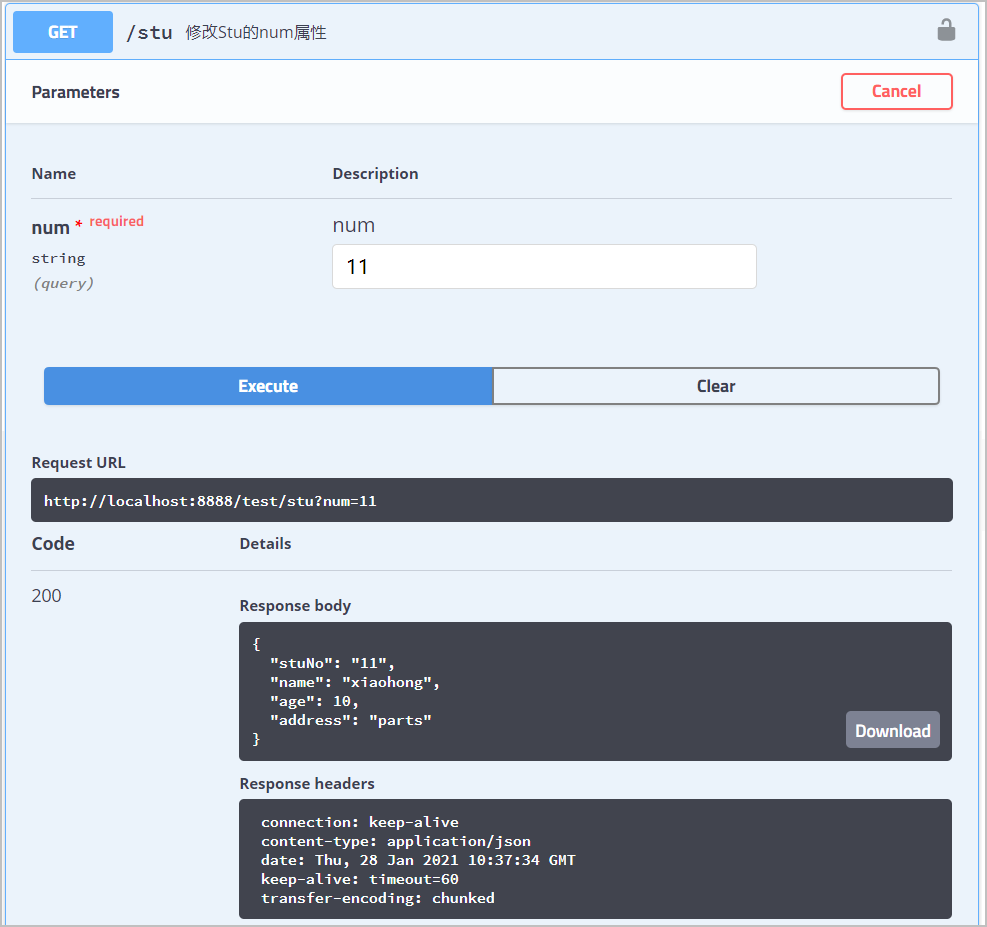 GET /stu 修改Stu的num属性
Parameters Cancel
Name Description
num * required num
string 11
(query)
Execute Clear
Request URL
http://localhost:8888/test/stu?num=11
Code Details
200
Response body
{
  "stuNo": "11",
  "name": "xiaohong",
  "age": 10,
  "address": "parts"
}
Download
Response headers
connection: keep-alive
content-type: application/json
date: Thu, 28 Jan 2021 10:37:34 GMT
keep-alive: timeout=60
transfer-encoding: chunked